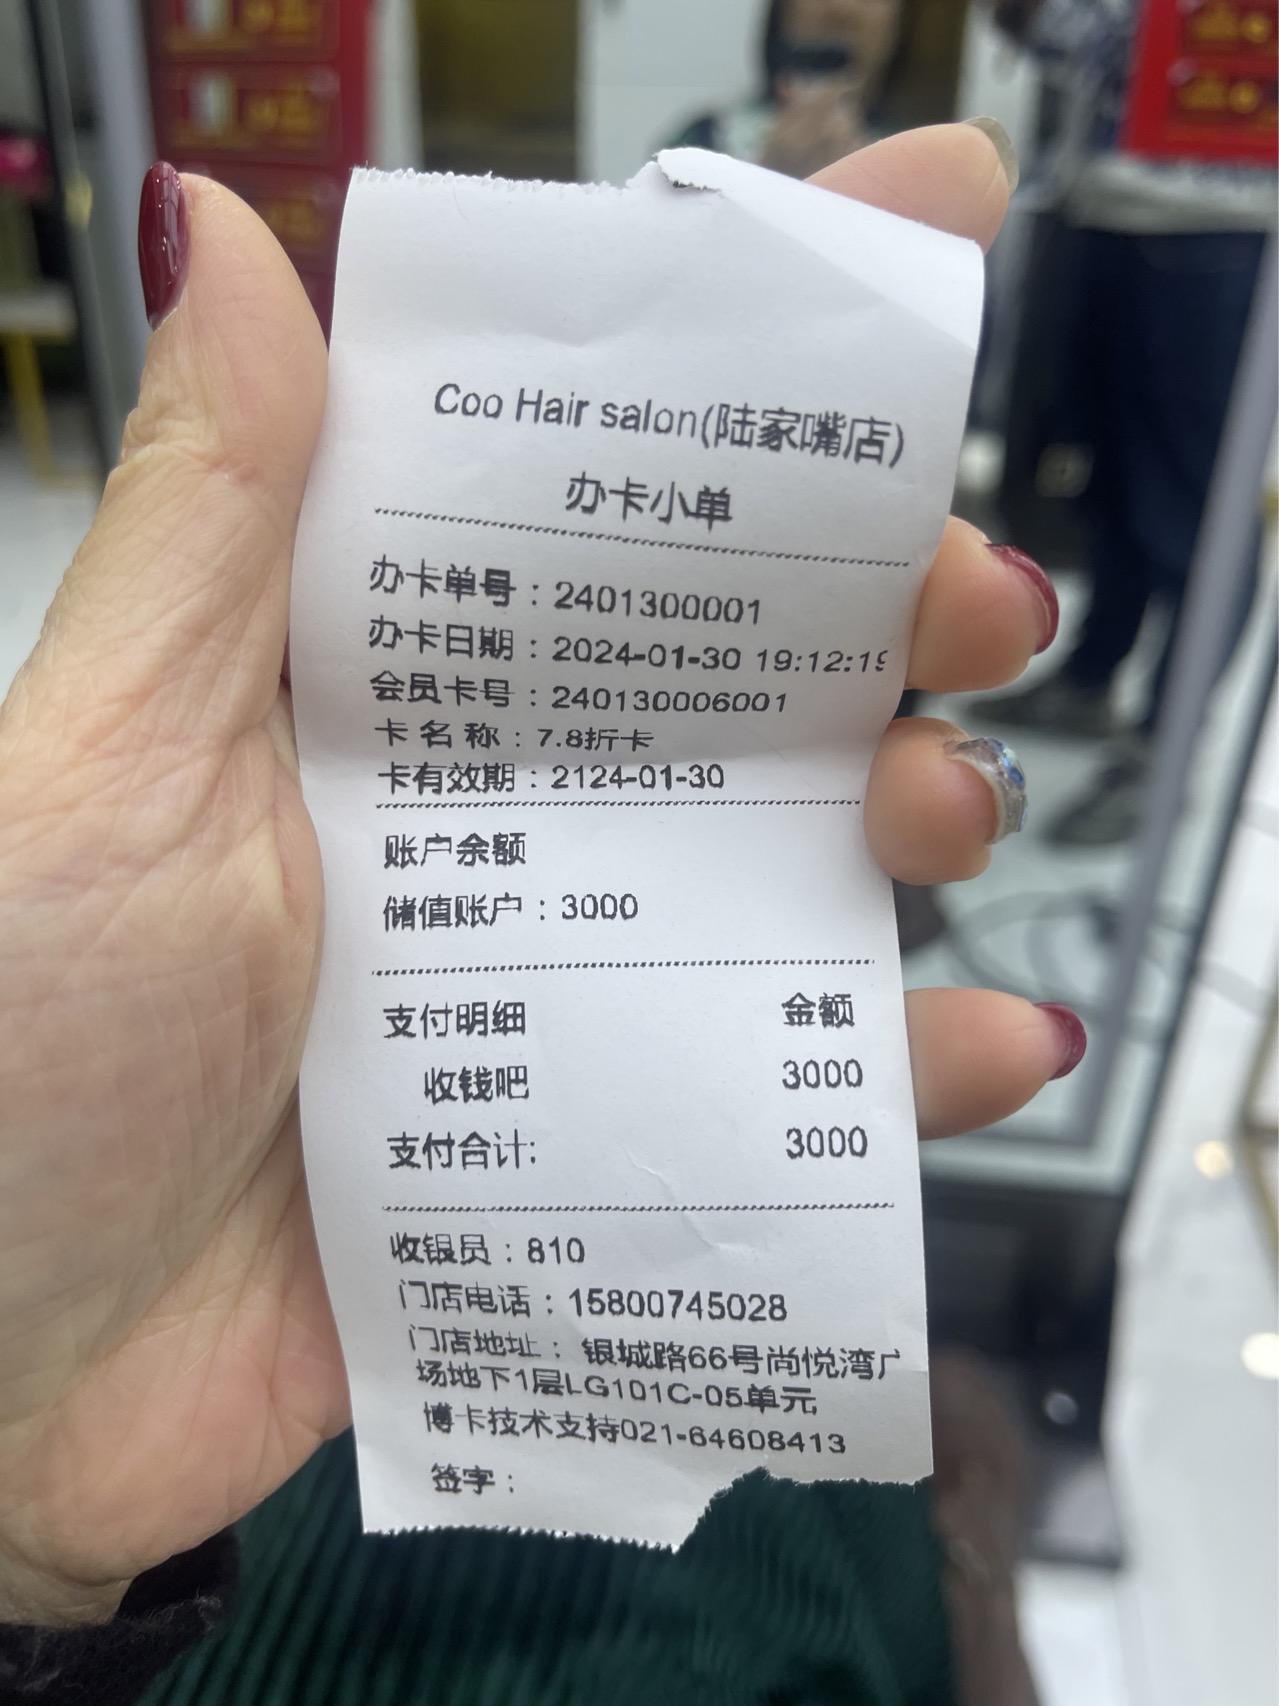 Coo Hair salon(陆家嘴店)
办卡小单
办卡单号：2401300001
办卡日期：2024-01-30 19:12:19
会员卡号：240130006001
卡 名 称：7.8折卡
卡有效期：2124-01-30
账户余额
储值账户：3000
支付明细 金额
收钱吧 3000
支付合计: 3000
收银员：810
门店电话：15800745028
门店地址： 银城路66号尚悦湾广
场地下1层LG101C-05单元
博卡技术支持021-64608413
签字：